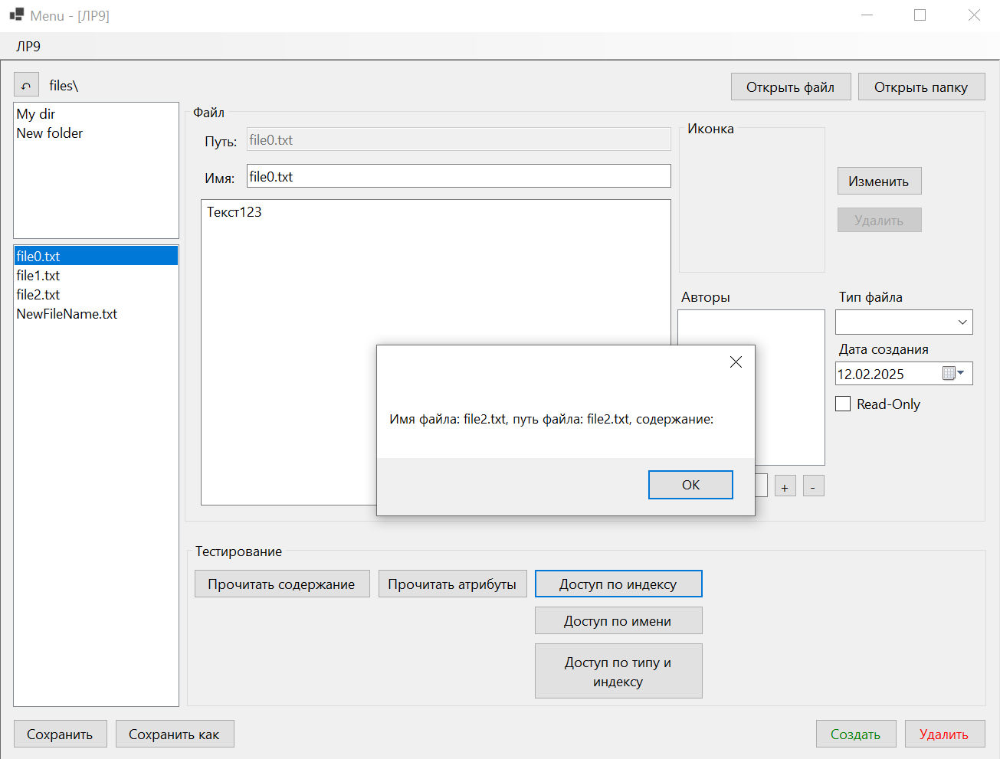 Menu - [ЛР9]
ЛР9
files\
Открыть файл
Открыть папку
My dir
New folder
Файл
Путь:
file0.txt
Имя:
file0.txt
Текст123
Иконка
Изменить
Удалить
file0.txt
file1.txt
file2.txt
NewFileName.txt
Авторы
Тип файла
Дата создания
12.02.2025
Read-Only
Имя файла: file2.txt, путь файла: file2.txt, содержание:
OK
+
-
Тестирование
Прочитать содержание
Прочитать атрибуты
Доступ по индексу
Доступ по имени
Доступ по типу и
индексу
Сохранить
Сохранить как
Создать
Удалить